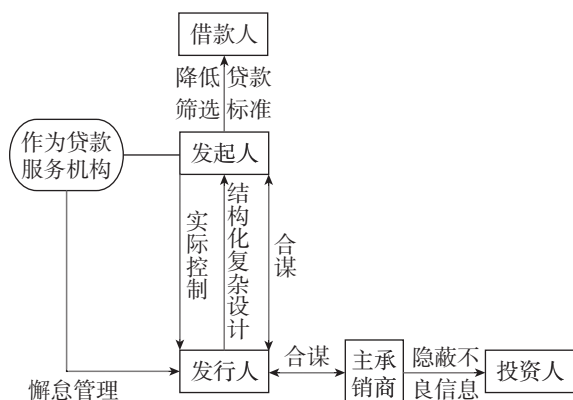 借款人
降低 贷款
筛选 标准
作为贷款
服务机构
发起人
实际控制
结构化复杂设计
合谋
发行人
懈怠管理
合谋
主承
销商
隐蔽不
良信息
投资人